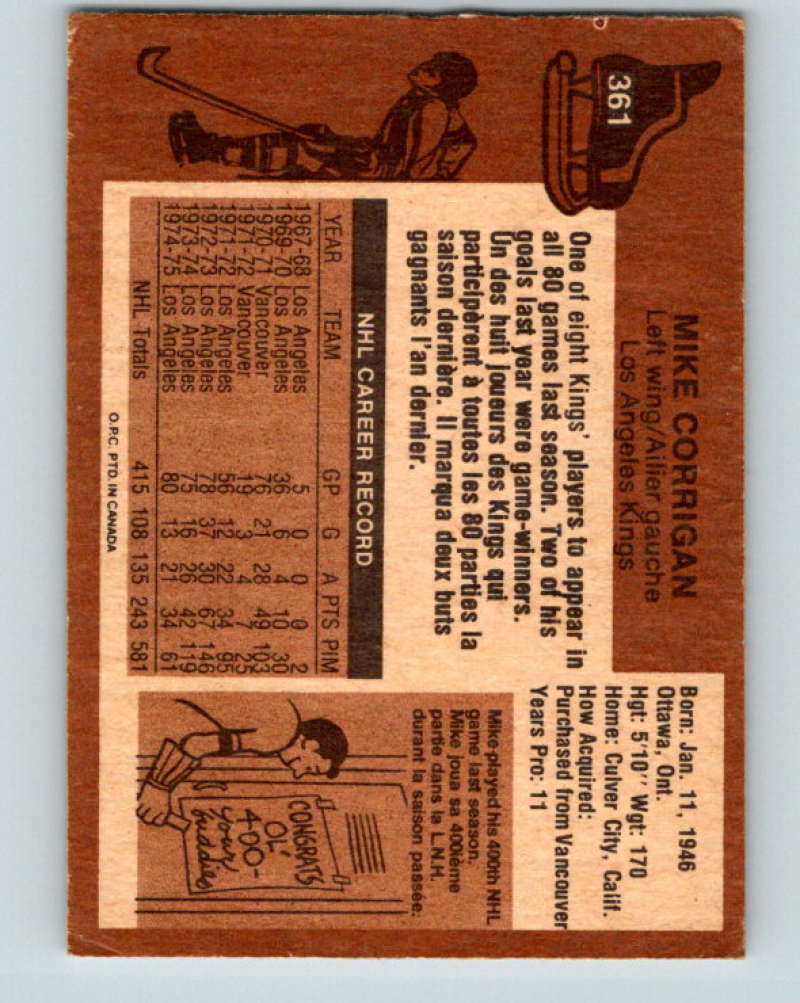 361
MIKE CORRIGAN
Left wing/Ailier gauche
Los Angeles Kings
One of eight Kings' players to appear in
all 80 games last season. Two of his
goals last year were game-winners.
Un des huit joueurs des Kings qui
participèrent à toutes les 80 parties la
saison dernière. Il marqua deux buts
gagnants l'an dernier.
Born: Jan. 11, 1946
Ottawa, Ont.
Hgt: 5'10" Wgt: 170
Home: Culver City, Calif.
How Acquired:
Purchased from Vancouver
Years Pro: 11
NHL CAREER RECORD
YEAR TEAM GP G A PTS PIM
1967-68 Los Angeles 5 0 0 0 2
1969-70 Los Angeles 36 6 4 10 30
1970-71 Vancouver 76 21 28 49 103
1971-72 Vancouver 19 3 4 7 25
1971-72 Los Angeles 56 12 22 34 95
1972-73 Los Angeles 78 37 30 67 146
1973-74 Los Angeles 75 16 26 42 119
1974-75 Los Angeles 80 13 21 34 61
NHL Totals 415 108 135 243 581
Mike played his 400th NHL
game last season.
Mike joua sa 400ième
partie dans la L.N.H.
durant la saison passée.
CONGRATS
OL'
400-
your
buddies
O.P.C. PTD. IN CANADA